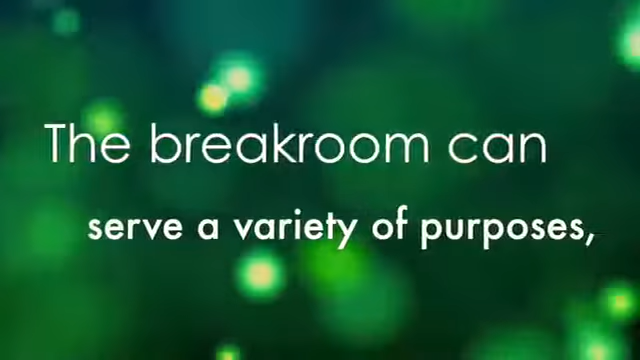 The breakroom can
serve a variety of purposes,